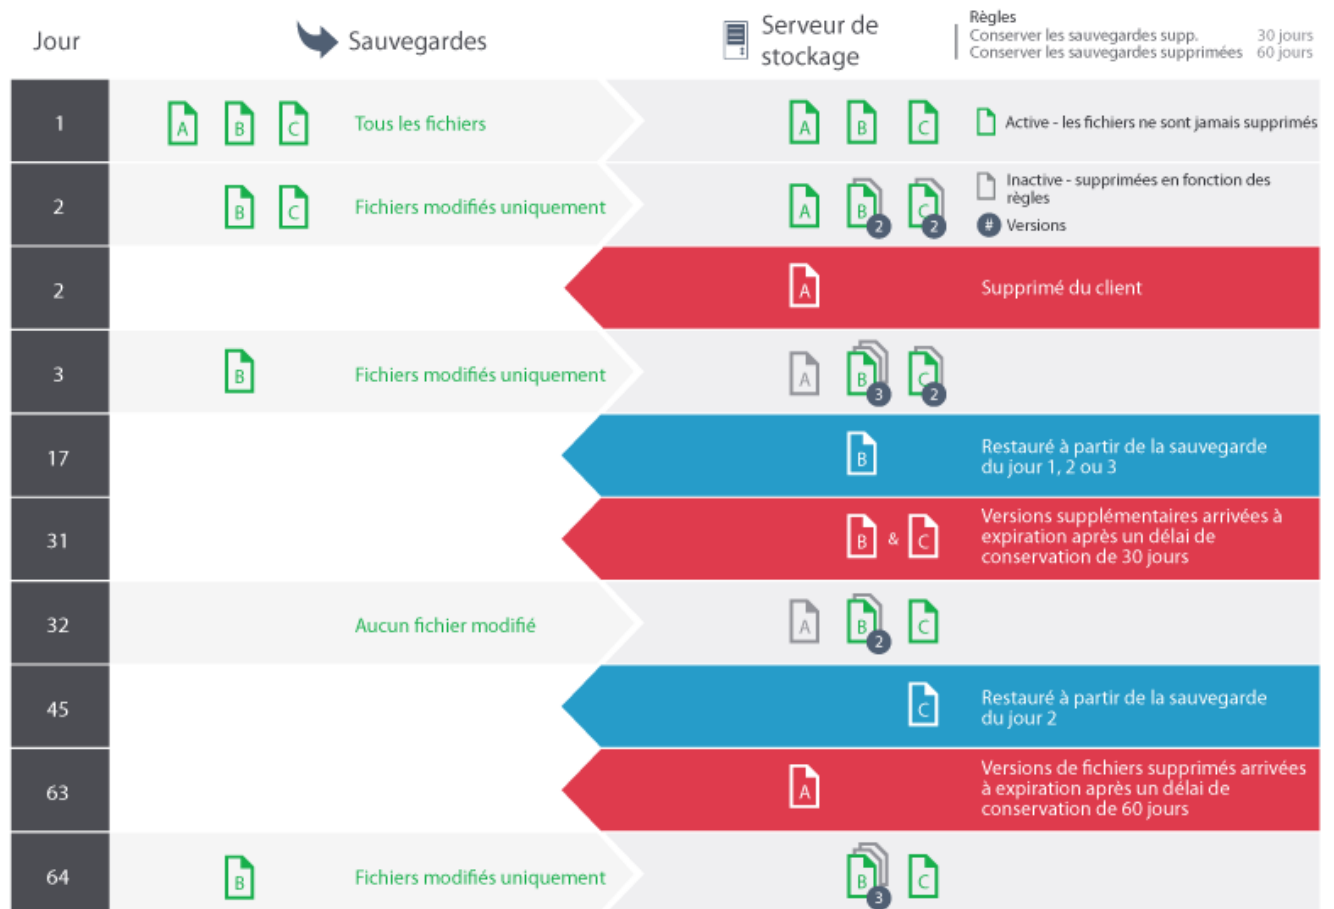 Jour
Sauvegardes
Serveur de
stockage
Règles
Conserver les sauvegardes supp. 30 jours
Conserver les sauvegardes supprimées 60 jours
1
A B C
Tous les fichiers
A B C
Active - les fichiers ne sont jamais supprimés
2
B C
Fichiers modifiés uniquement
A B 2 C 2
Inactive - supprimées en fonction des
règles
# Versions
2
A
Supprimé du client
3
B
Fichiers modifiés uniquement
A B 3 C 2
17
B
Restauré à partir de la sauvegarde
du jour 1, 2 ou 3
31
B & C
Versions supplémentaires arrivées à
expiration après un délai de
conservation de 30 jours
32
Aucun fichier modifié
A B 2 C
45
C
Restauré à partir de la sauvegarde
du jour 2
63
A
Versions de fichiers supprimés arrivées
à expiration après un délai de
conservation de 60 jours
64
B
Fichiers modifiés uniquement
B 3 C